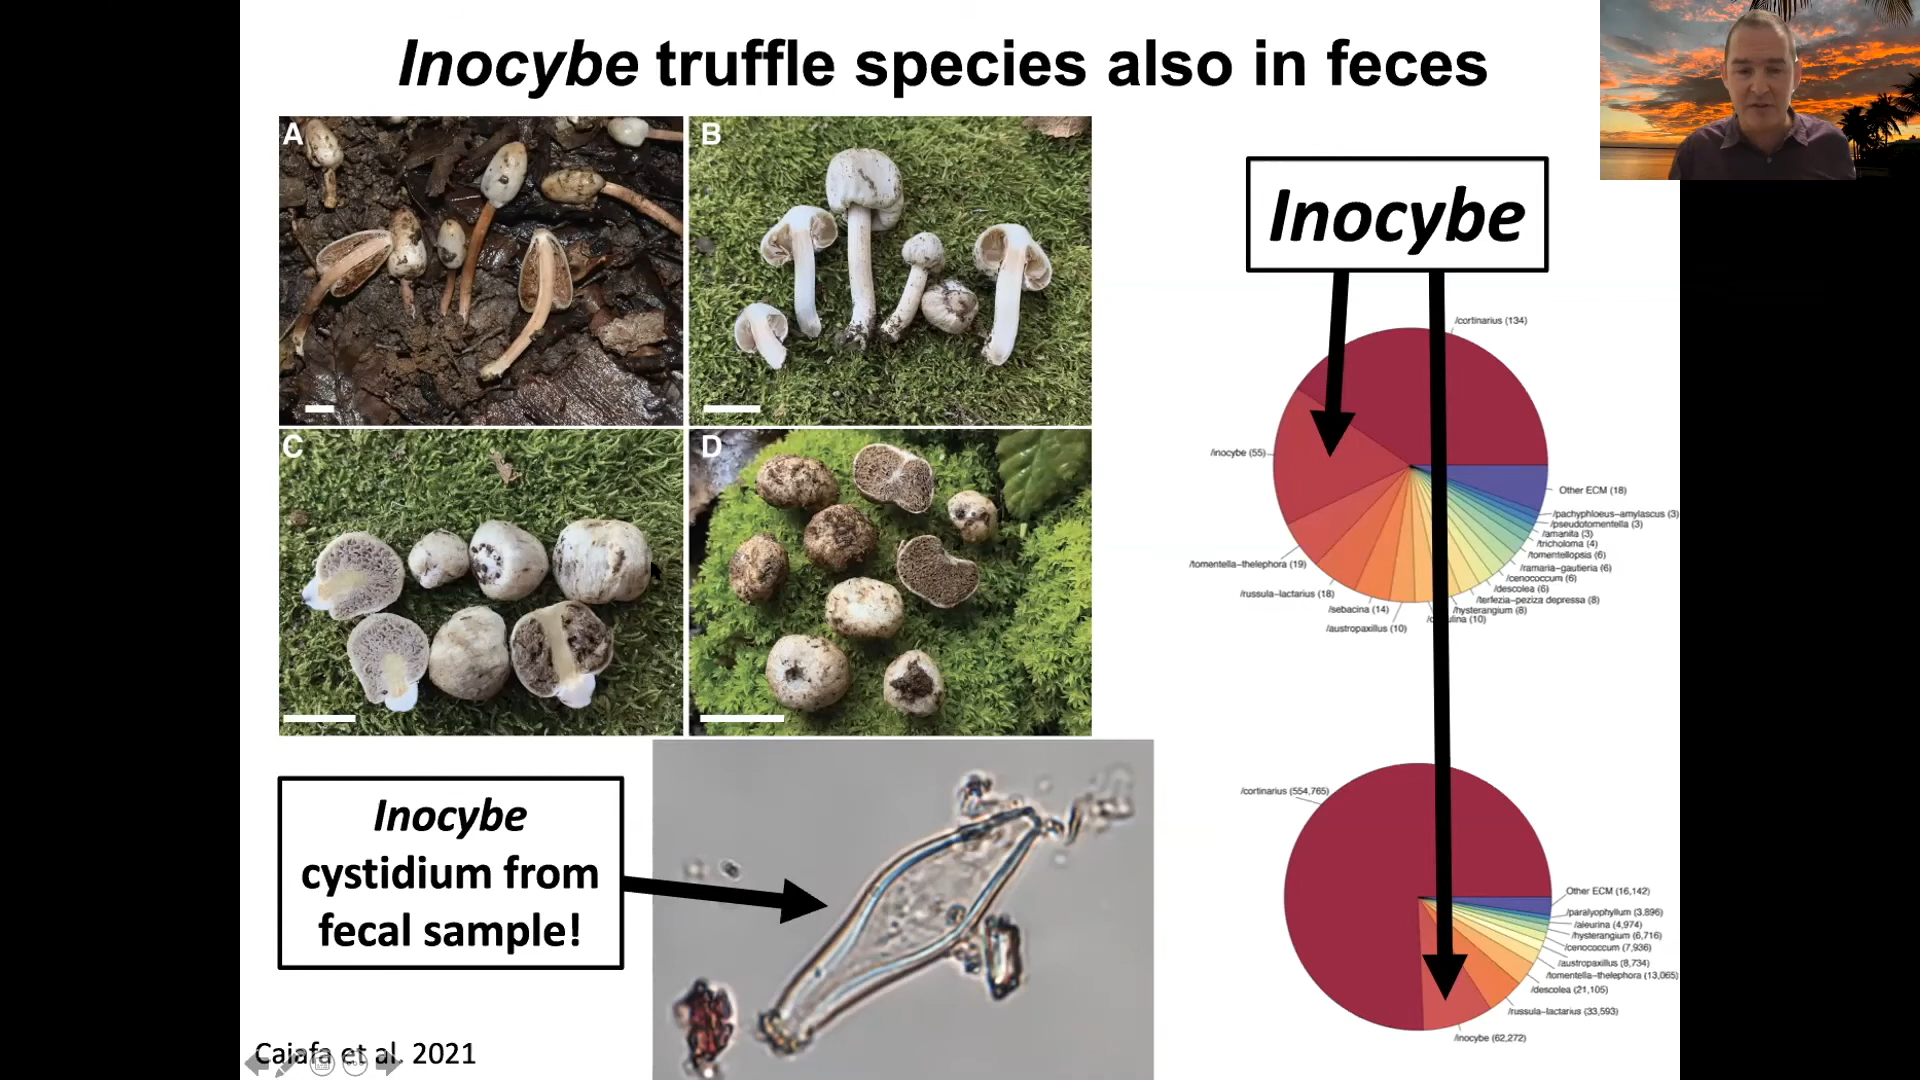 Inocybe truffle species also in feces
A
B
C
D
Inocybe
/cortinarius (134)
/inocybe (55)
Other ECM (18)
/pachyphloeus-amylascus (3)
/pseudotomentella (3)
/amanita (3)
/tricholoma (4)
/tomentellopsis (6)
/ramaria-gautieria (6)
/cenococcum (6)
/descolea (6)
/terfezia-peziza depressa (8)
/hysterangium (8)
/tomentella-thelephora (19)
/russula-lactarius (18)
/sebacina (14)
/austropaxillus (10)
/cortinarius (554,765)
Other ECM (16,142)
/paralyophyllum (3.896)
/aleurina (4,974)
/hysterangium (6,716)
/cenococcum (7,936)
/austropaxillus (8,734)
/tomentella-thelephora (13,065)
/descolea (21,105)
/russula-lactarius (33,593)
/inocybe (62,272)
Inocybe
cystidium from
fecal sample!
Cajafa et al. 2021